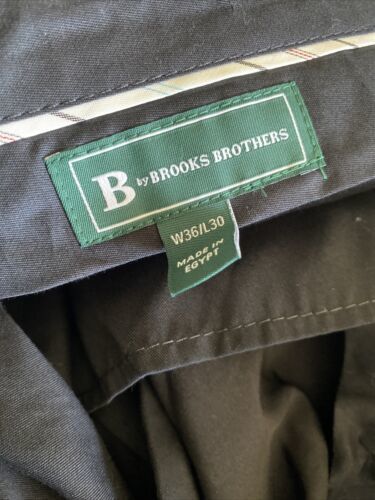 B by BROOKS BROTHERS
W36/L30
MADE IN
EGYPT